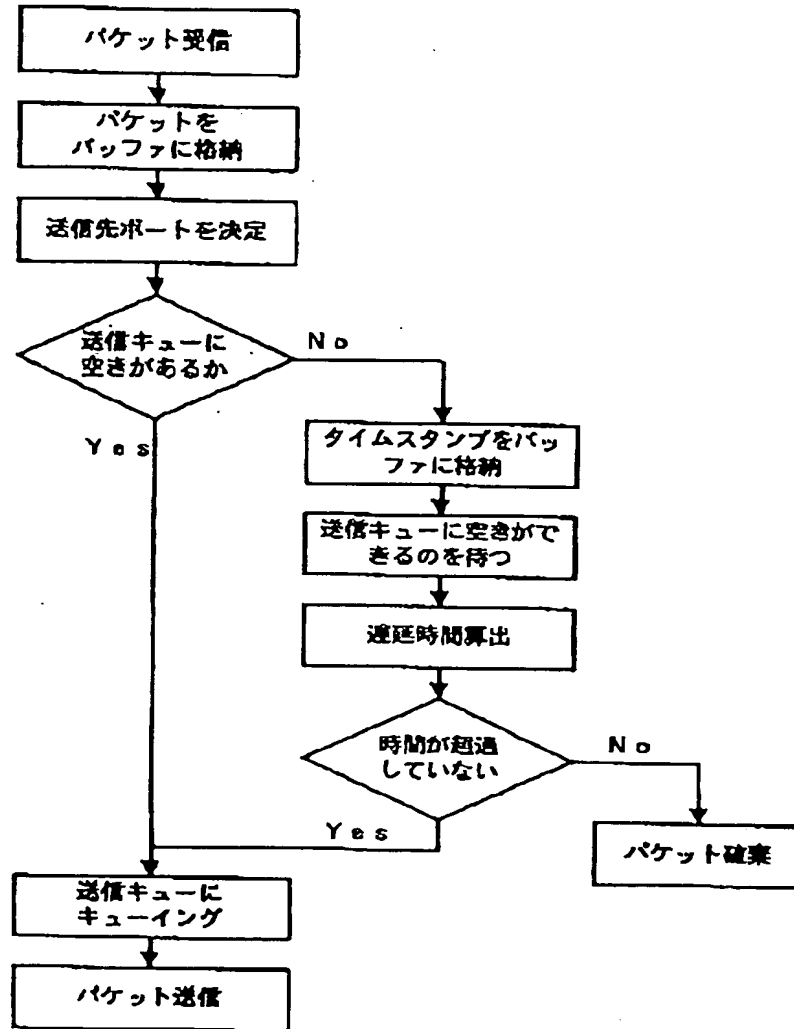 パケット受信
パケットを
バッファに格納
送信先ポートを決定
送信キューに
空きがあるか
No
Yes
タイムスタンプをバッ
ファに格納
送信キューに空きがで
きるのを待つ
遅延時間算出
時間が超過
していない
No
Yes
パケット破棄
送信キューに
キューイング
パケット送信